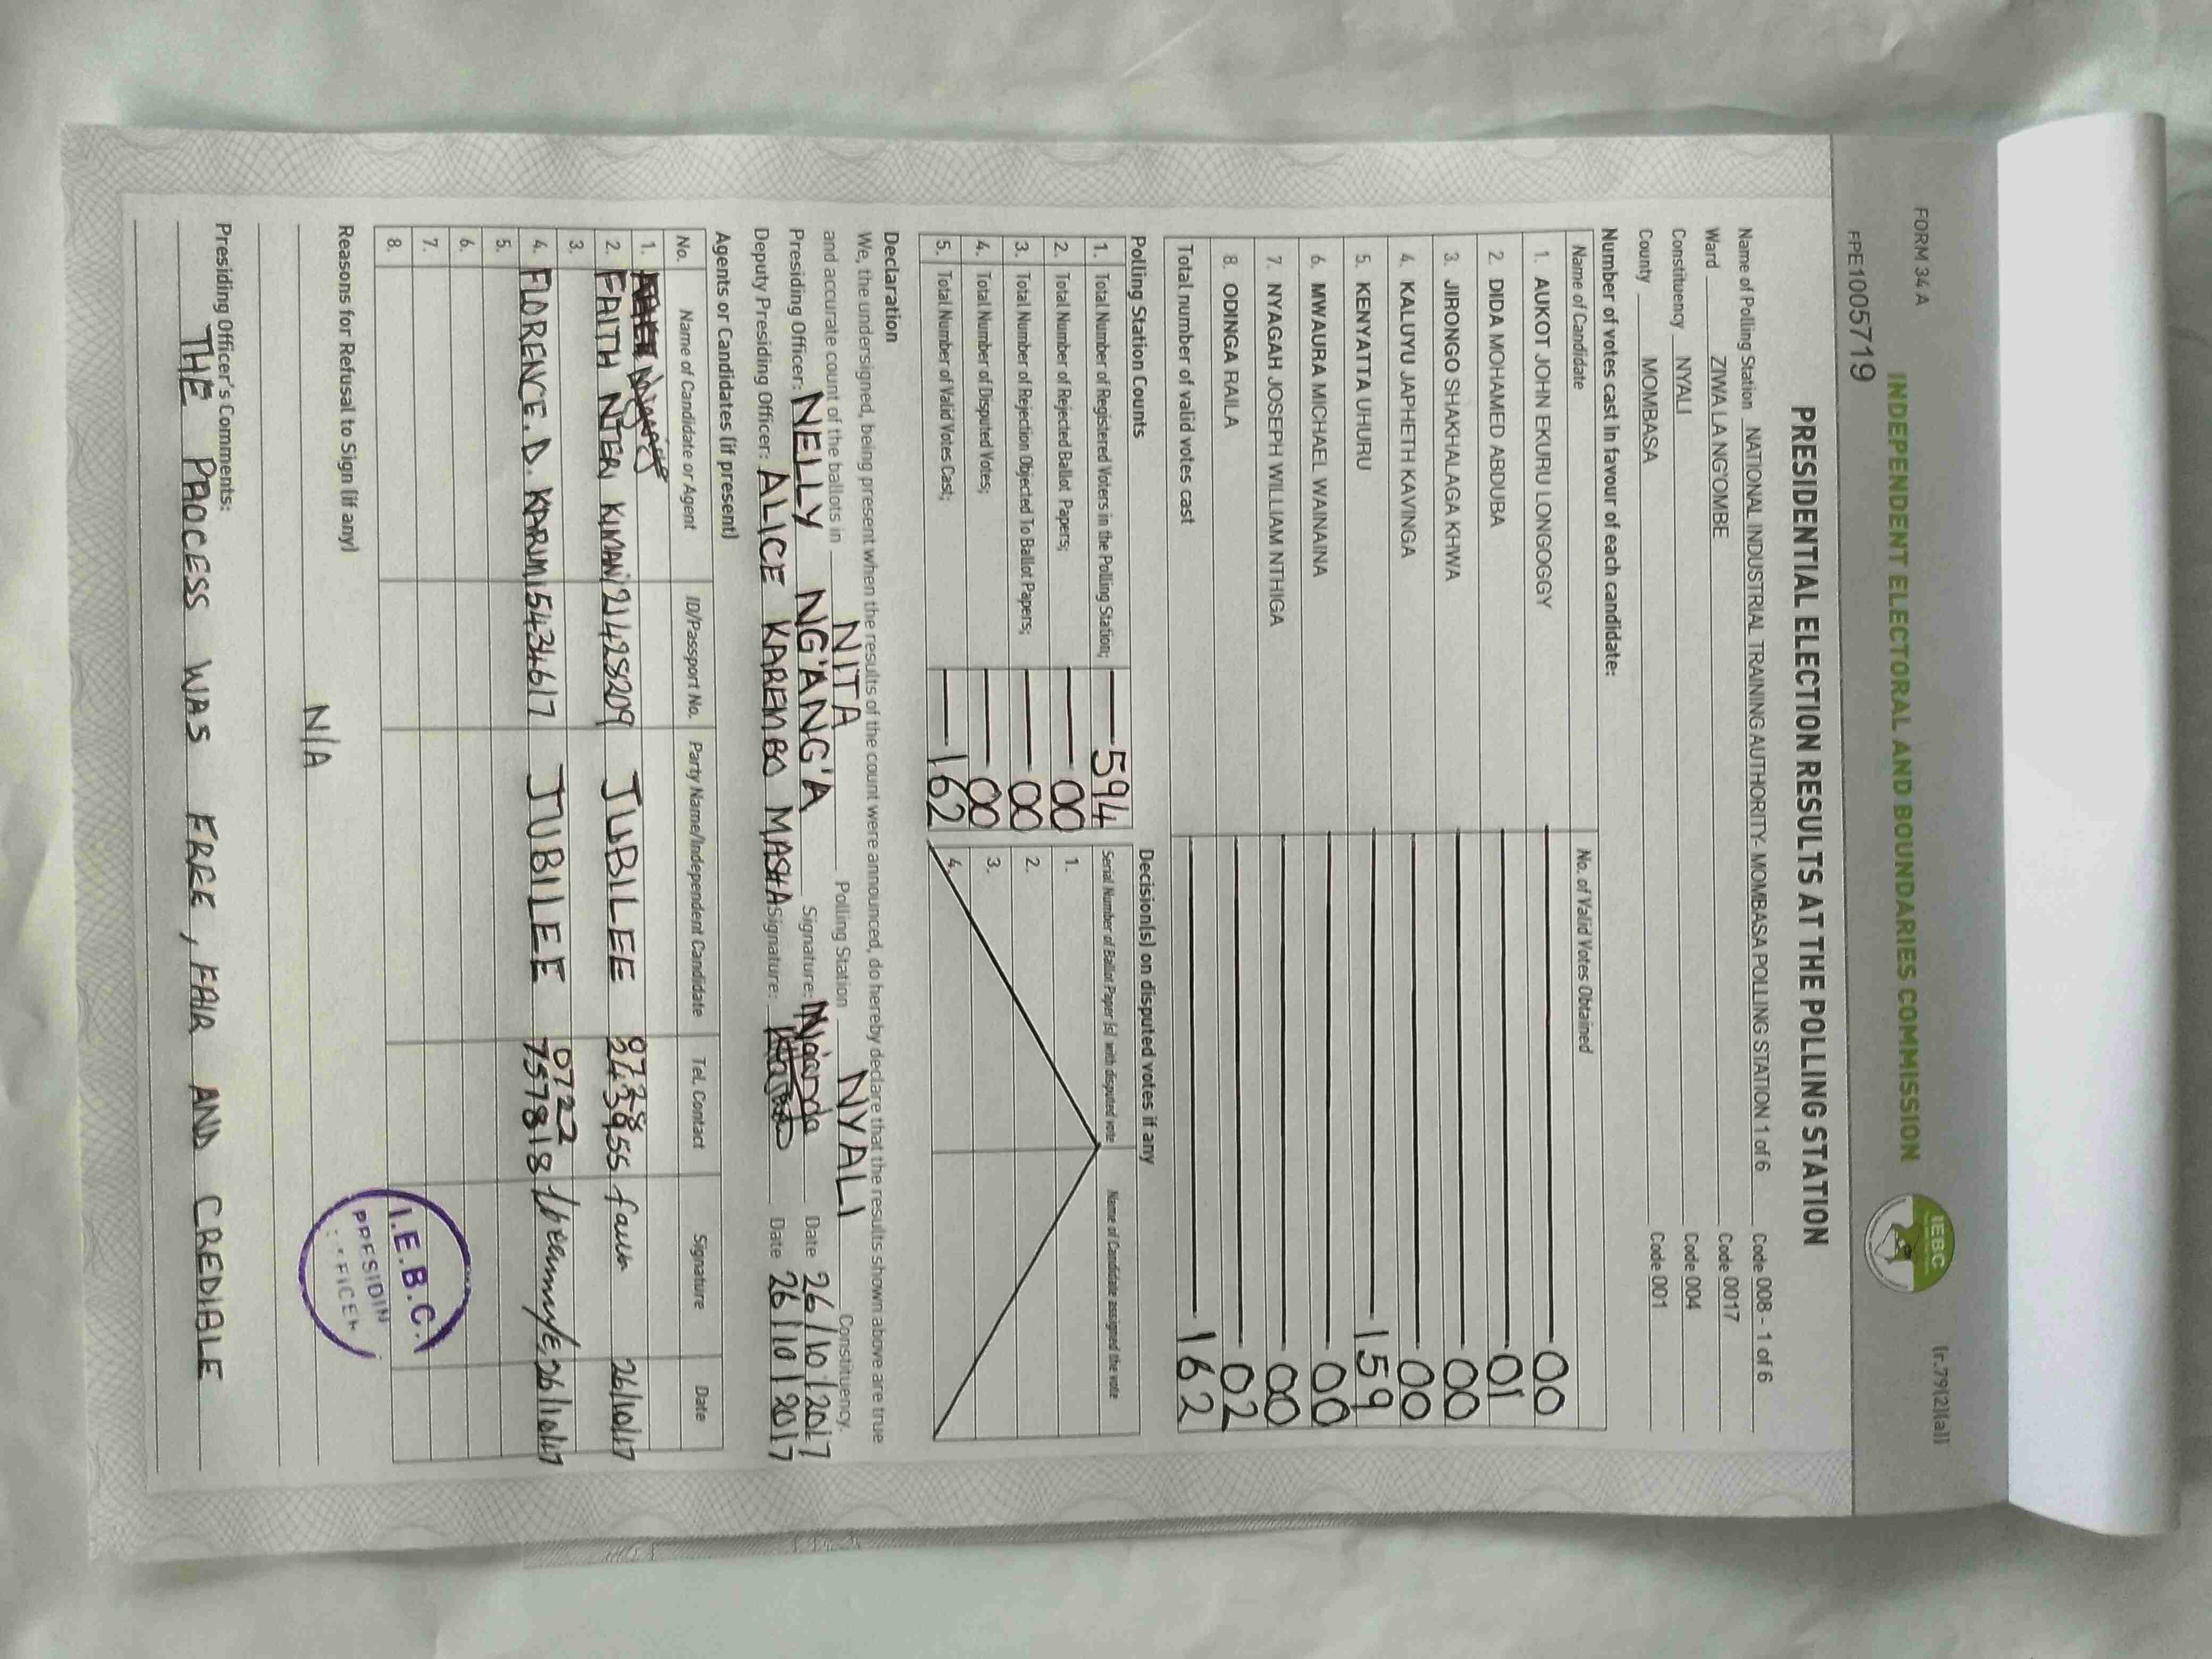 FORM 34 A
(r.79(2)(a))
FPE1005719
INDEPENDENT ELECTORAL AND BOUNDARIES COMMISSION
IEBC
PRESIDENTIAL ELECTION RESULTS AT THE POLLING STATION
Name of Polling Station NATIONAL INDUSTRIAL TRAINING AUTHORITY- MOMBASA POLLING STATION 1 of 6 Code 008 - 1 of 6
Ward ZIWA LA NG'OMBE Code 0017
Constituency NYALI Code 004
County MOMBASA Code 001
Number of votes cast in favour of each candidate:
Name of Candidate No. of Valid Votes Obtained
1. AUKOT JOHN EKURU LONGOGGY 00
2. DIDA MOHAMED ABDUBA 01
3. JIRONGO SHAKHALAGA KHWA 00
4. KALUYU JAPHETH KAVINGA 00
5. KENYATTA UHURU 159
6. MWAURA MICHAEL WAINAINA 00
7. NYAGAH JOSEPH WILLIAM NTHIGA 00
8. ODINGA RAILA 02
Total number of valid votes cast 162
Polling Station Counts Decision(s) on disputed votes if any
1. Total Number of Registered Voters in the Polling Station; 594 Serial Number of Ballot Paper (s) with disputed vote Name of Candidate assigned the vote
2. Total Number of Rejected Ballot Papers; 00 1.
3. Total Number of Rejection Objected To Ballot Papers; 00 2.
4. Total Number of Disputed Votes; 00 3.
5. Total Number of Valid Votes Cast; 162 4.
Declaration
We, the undersigned, being present when the results of the count were announced, do hereby declare that the results shown above are true
and accurate count of the ballots in NITA Polling Station NYALI Constituency.
Presiding Officer: NELLY NG'ANG'A Signature: Date 26/10/2017
Deputy Presiding Officer: ALICE KAREMBO MASHA Signature: Date 26/10/2017
Agents or Candidates (if present)
No. Name of Candidate or Agent ID/Passport No. Party Name/Independent Candidate Tel. Contact Signature Date
1.
2. FAITH NTERI KIMANI 21428209 JUBLEE 26/10/17
3.
4. FLORENCE. D. KARUMI JUBILEE 0722 757818 26/10/17
5.
6.
7.
8.
I.E.B.C.
PRESIDIN
Reasons for Refusal to Sign (if any)
N/A
Presiding Officer's Comments:
THE PROCESS WAS FREE, FAIR AND CREDIBLE